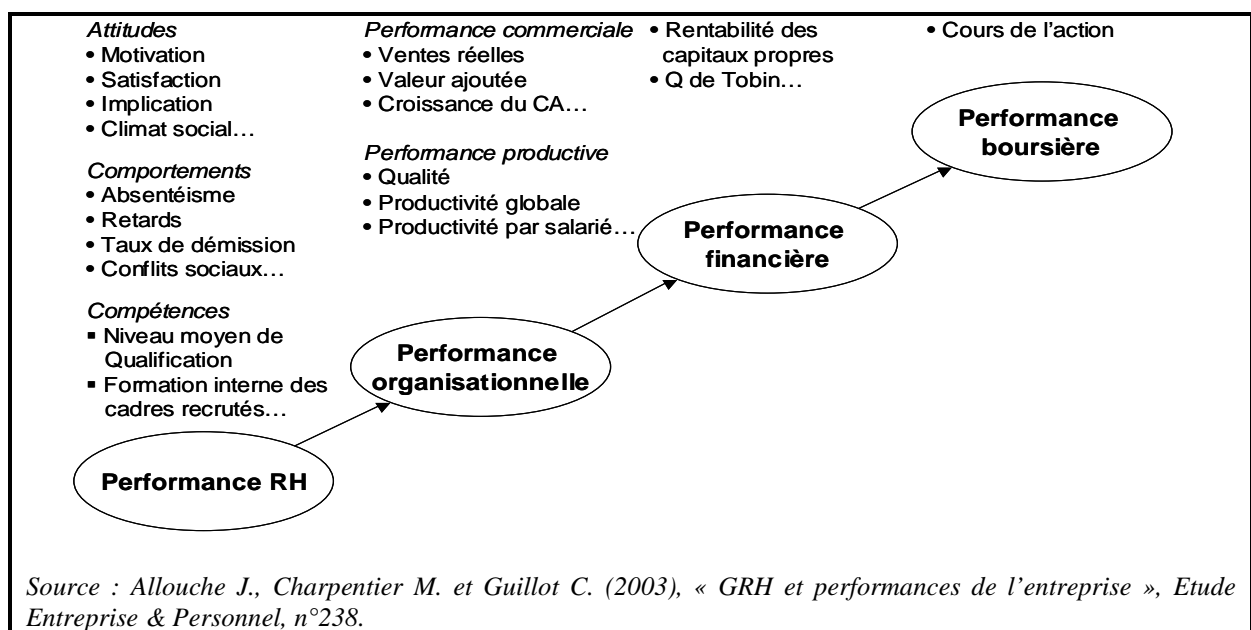 Attitudes
• Motivation
• Satisfaction
• Implication
• Climat social…
Comportements
• Absentéisme
• Retards
• Taux de démission
• Conflits sociaux…
Compétences
▪ Niveau moyen de
Qualification
▪ Formation interne des
cadres recrutés…
Performance RH
Performance commerciale
• Ventes réelles
• Valeur ajoutée
• Croissance du CA…
Performance productive
• Qualité
• Productivité globale
• Productivité par salarié…
Performance
organisationnelle
• Rentabilité des
capitaux propres
• Q de Tobin…
Performance
financière
• Cours de l'action
Performance
boursière
Source : Allouche J., Charpentier M. et Guillot C. (2003), « GRH et performances de l'entreprise », Etude
Entreprise & Personnel, n°238.